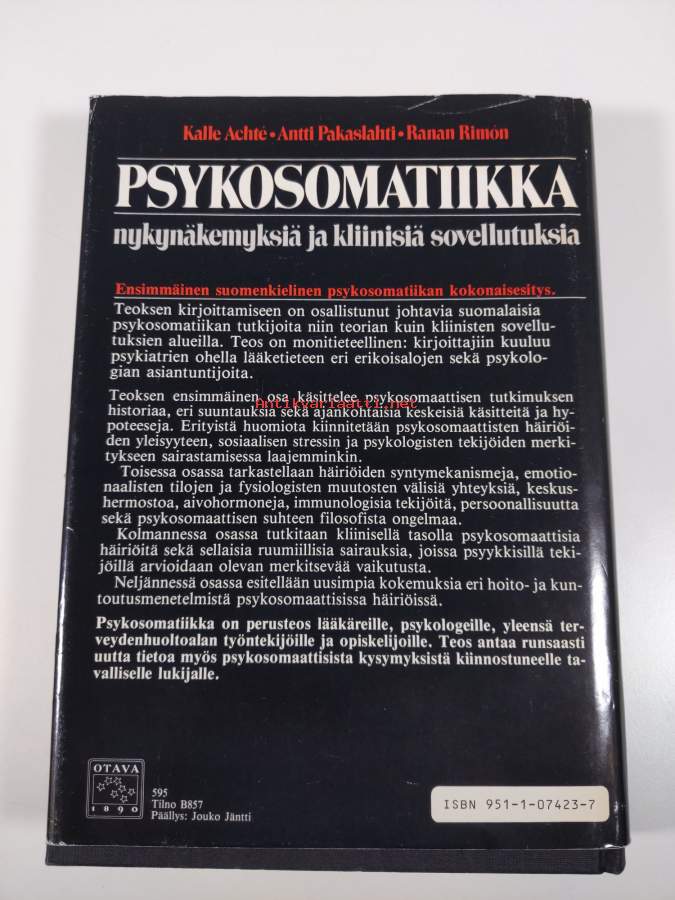 Kalle Achté • Antti Pakaslahti • Ranan Rimón
PSYKOSOMATIIKKA
nykynäkemyksiä ja kliinisiä sovellutuksia
Ensimmäinen suomenkielinen psykosomatiikan kokonaisesitys.
Teoksen kirjoittamiseen on osallistunut johtavia suomalaisia
psykosomatiikan tutkijoita niin teorian kuin kliinisten sovellu-
tuksien alueilla. Teos on monitieteellinen: kirjoittajiin kuuluu
psykiatrien ohella lääketieteen eri erikoisalojen sekä psykolo-
gian asiantuntijoita.
Teoksen ensimmäinen osa käsittelee psykosomaattisen tutkimuksen
Antikvariaatti.net
historiaa, eri suuntauksia sekä ajankohtaisia keskeisiä käsitteitä ja hy-
poteeseja. Erityistä huomiota kiinnitetään psykosomaattisten häiriöi-
den yleisyyteen, sosiaalisen stressin ja psykologisten tekijöiden merki-
tykseen sairastamisessa laajemminkin.
Toisessa osassa tarkastellaan häiriöiden syntymekanismeja, emotio-
naalisten tilojen ja fysiologisten muutosten välisiä yhteyksiä, keskus-
hermostoa, aivohormoneja, immunologisia tekijöitä, persoonallisuutta
sekä psykosomaattisen suhteen filosofista ongelmaa.
Kolmannessa osassa tutkitaan kliinisellä tasolla psykosomaattisia
häiriöitä sekä sellaisia ruumiillisia sairauksia, joissa psyykkisillä teki-
jöillä arvioidaan olevan merkitsevää vaikutusta.
Neljännessä osassa esitellään uusimpia kokemuksia eri hoito- ja kun-
toutusmenetelmistä psykosomaattisissa häiriöissä.
Psykosomatiikka on perusteos lääkäreille, psykologeille, yleensä ter-
veydenhuoltoalan työntekijöille ja opiskelijoille. Teos antaa runsaasti
uutta tietoa myös psykosomaattisista kysymyksistä kiinnostuneelle ta-
valliselle lukijalle.
OTAVA
1890
595
Tilno B857
Päällys: Jouko Jäntti
ISBN 951-1-07423-7